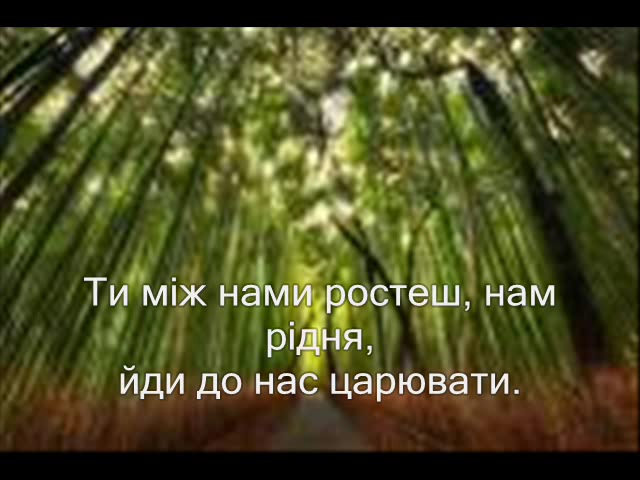 Ти між нами ростеш, нам
рідня,
йди до нас царювати.